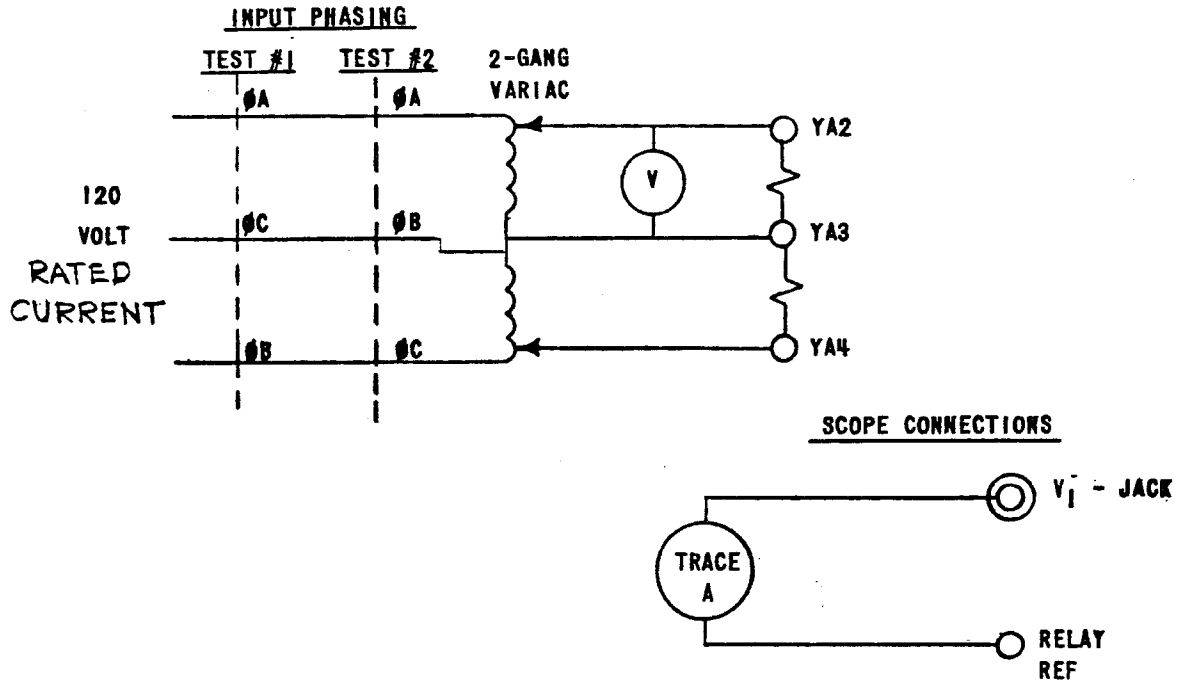 INPUT PHASING
TEST #1 TEST #2
2-GANG
VARIAC
ØA ØA
YA2
V
120
VOLT
RATED
CURRENT
ØC ØB
YA3
ØB ØC
YA4
SCOPE CONNECTIONS
V1⁻ - JACK
TRACE
A
RELAY
REF